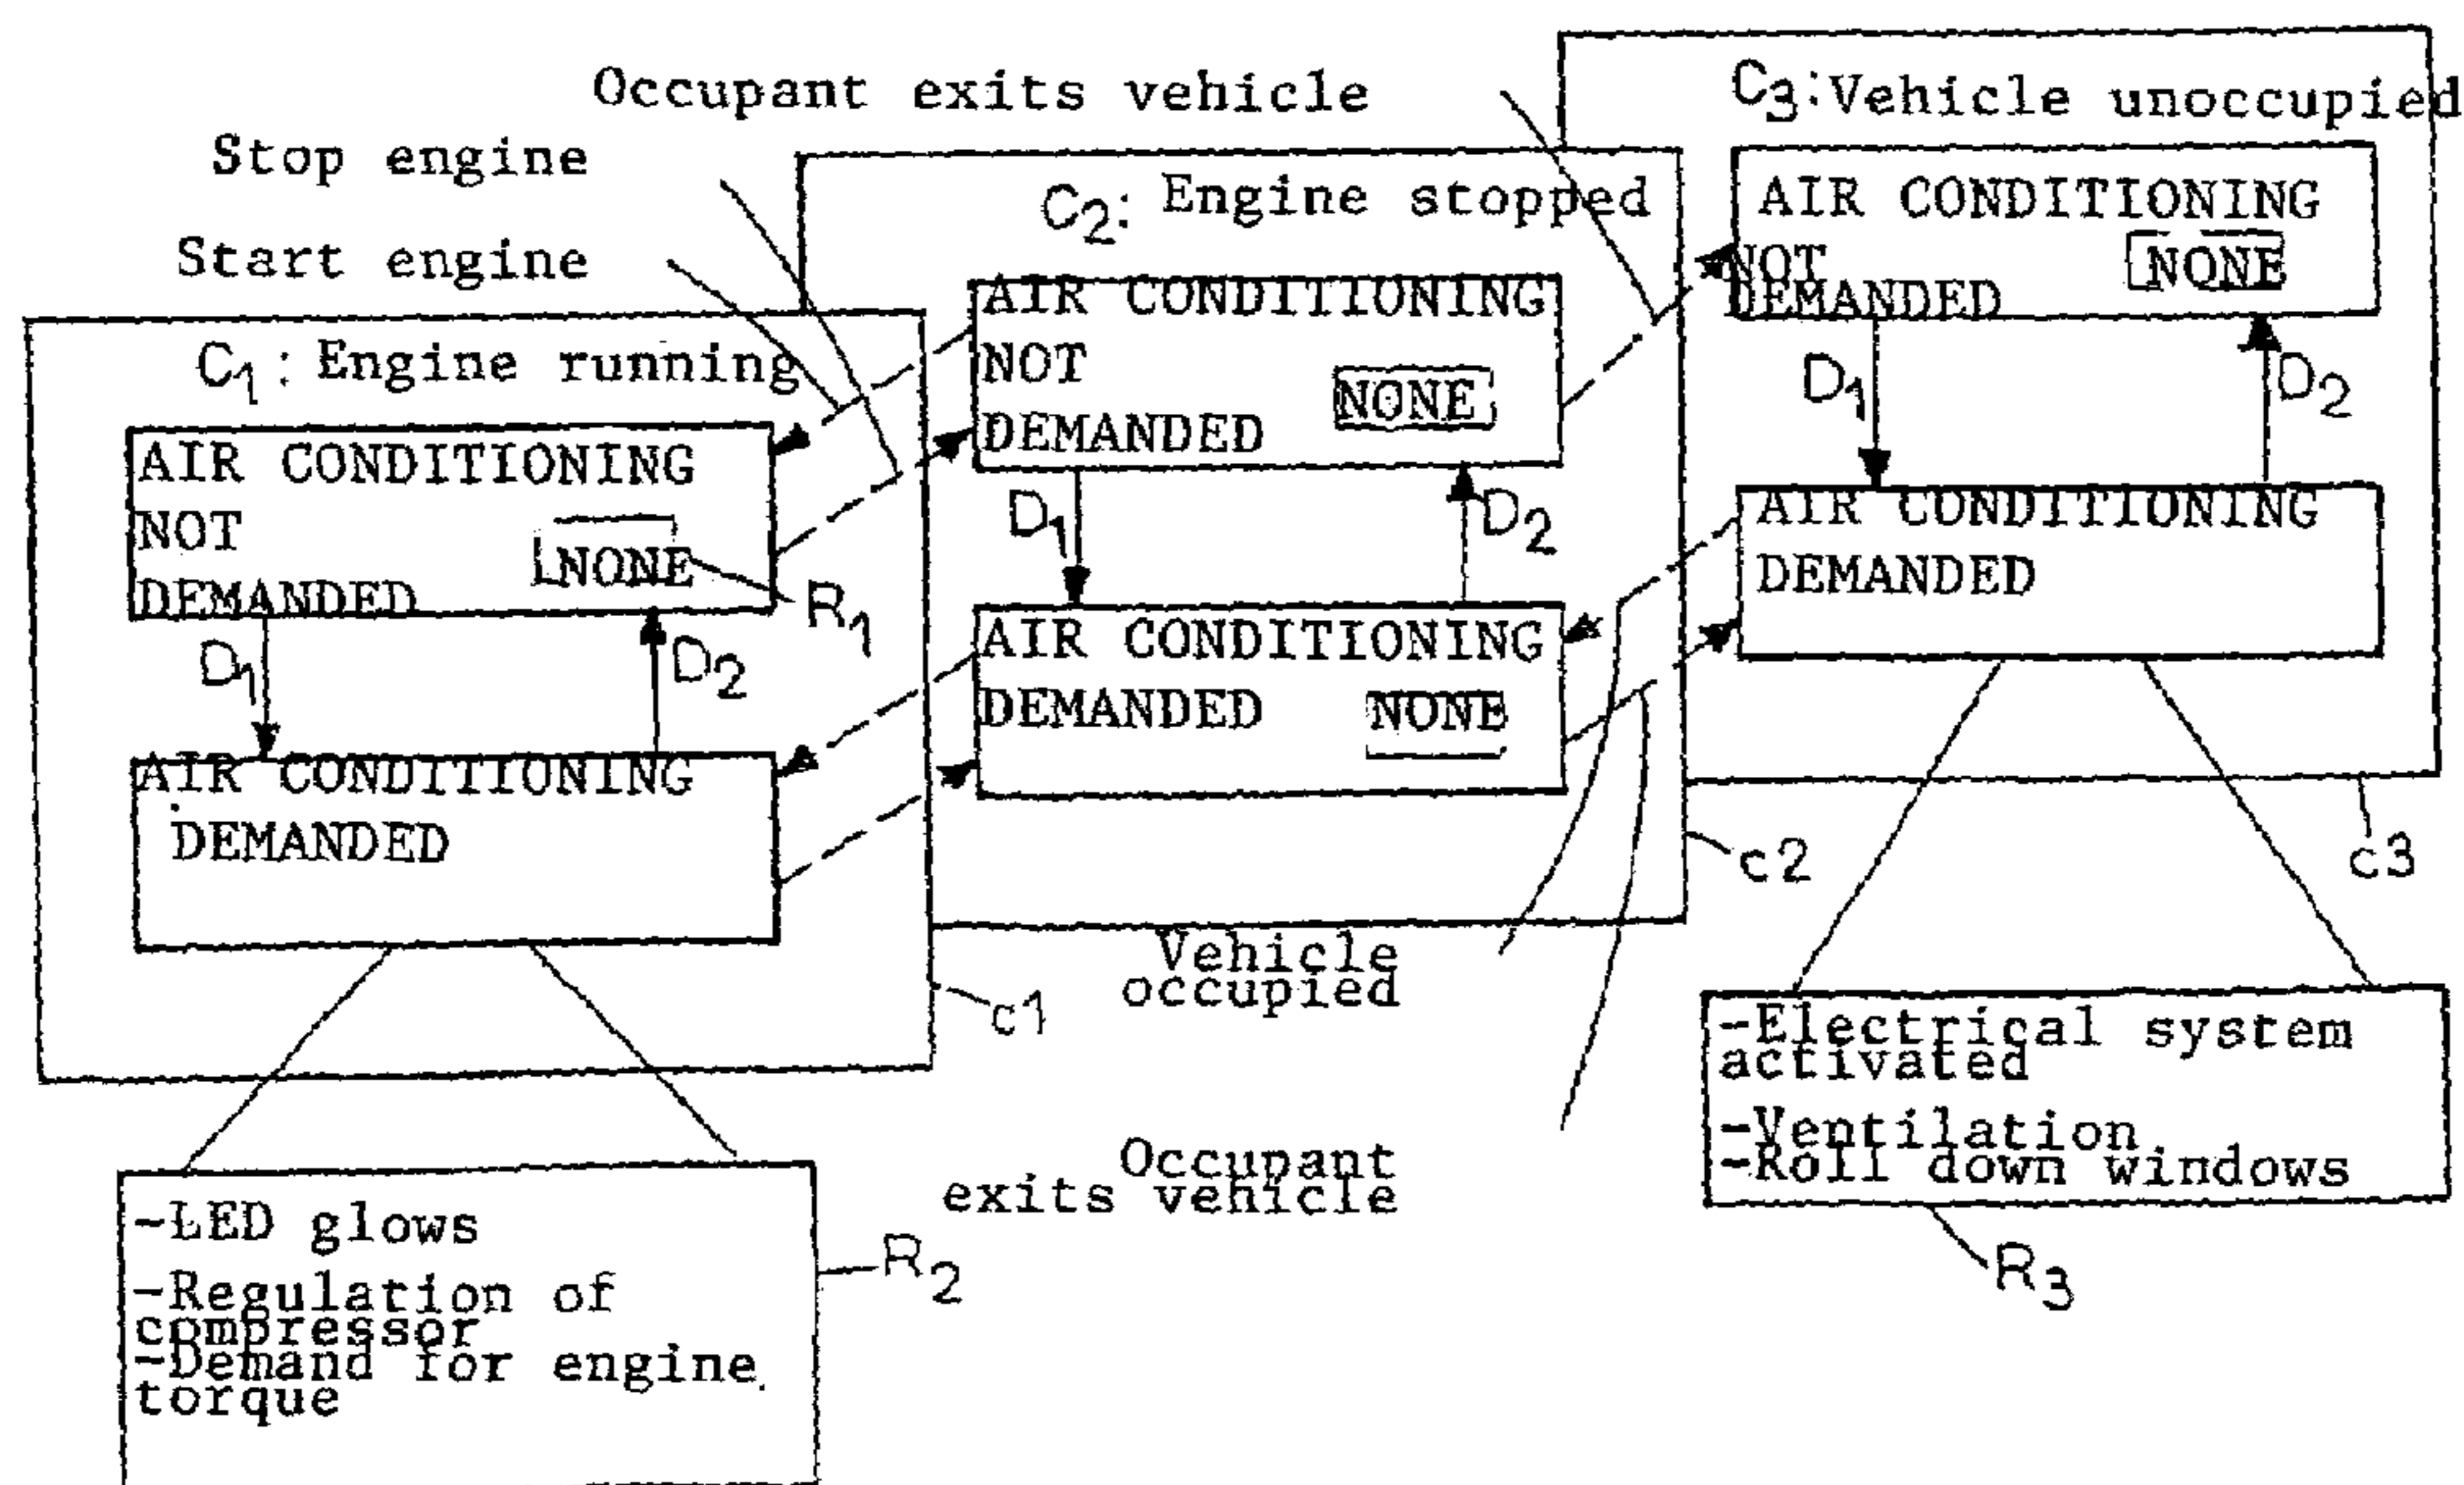 Occupant exits vehicle
Stop engine
Start engine
C1: Engine running
AIR CONDITIONING
NOT
DEMANDED
NONE
R1
D1
D2
AIR CONDITIONING
DEMANDED
c1
-LED glows
-Regulation of
compressor
-Demand for engine
torque
R2
C2: Engine stopped
AIR CONDITIONING
NOT
DEMANDED
NONE
D1
D2
AIR CONDITIONING
DEMANDED NONE
c2
Vehicle
occupied
Occupant
exits vehicle
C3: Vehicle unoccupied
AIR CONDITIONING
NOT
DEMANDED
NONE
D1
D2
AIR CONDITIONING
DEMANDED
c3
-Electrical system
activated
-Ventilation
-Roll down windows
R3